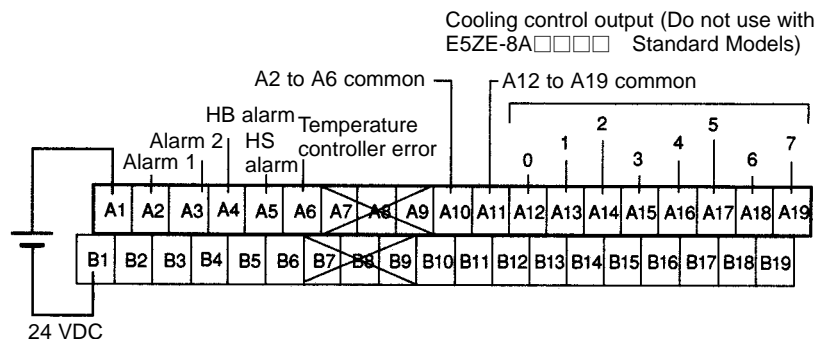 Cooling control output (Do not use with
E5ZE-8A□□□□ Standard Models)
A2 to A6 common
A12 to A19 common
HB alarm
Temperature
controller error
Alarm 2
HS
alarm
Alarm 1
0 1 2 3 4 5 6 7
A1 A2 A3 A4 A5 A6 A7 A8 A9 A10 A11 A12 A13 A14 A15 A16 A17 A18 A19
B1 B2 B3 B4 B5 B6 B7 B8 B9 B10 B11 B12 B13 B14 B15 B16 B17 B18 B19
24 VDC